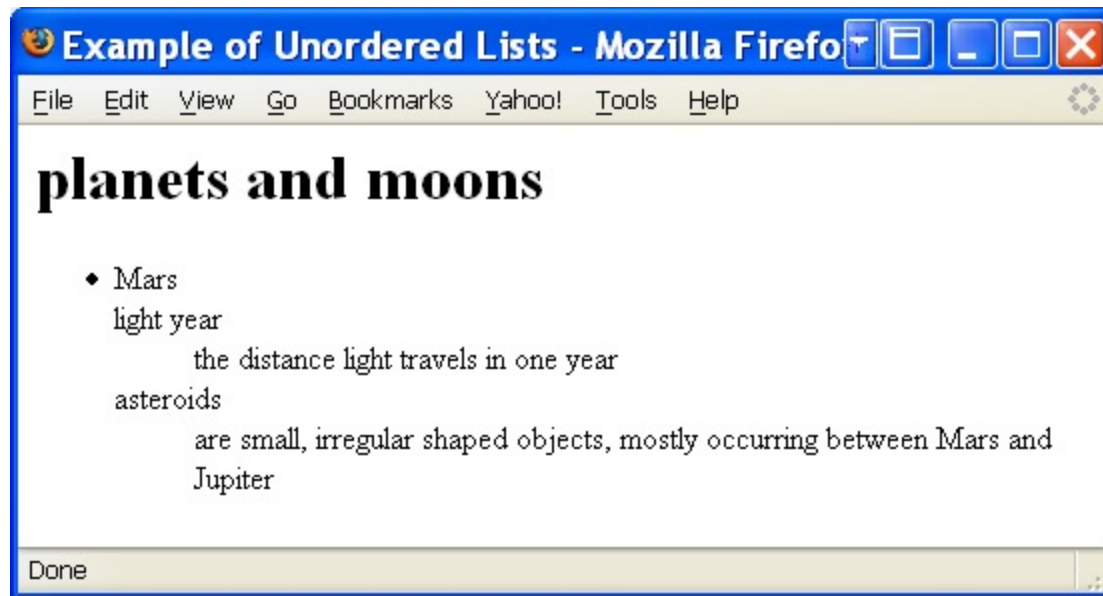 Example of Unordered Lists - Mozilla Firefo
File Edit View Go Bookmarks Yahoo! Tools Help
planets and moons
• Mars
light year
the distance light travels in one year
asteroids
are small, irregular shaped objects, mostly occurring between Mars and
Jupiter
Done